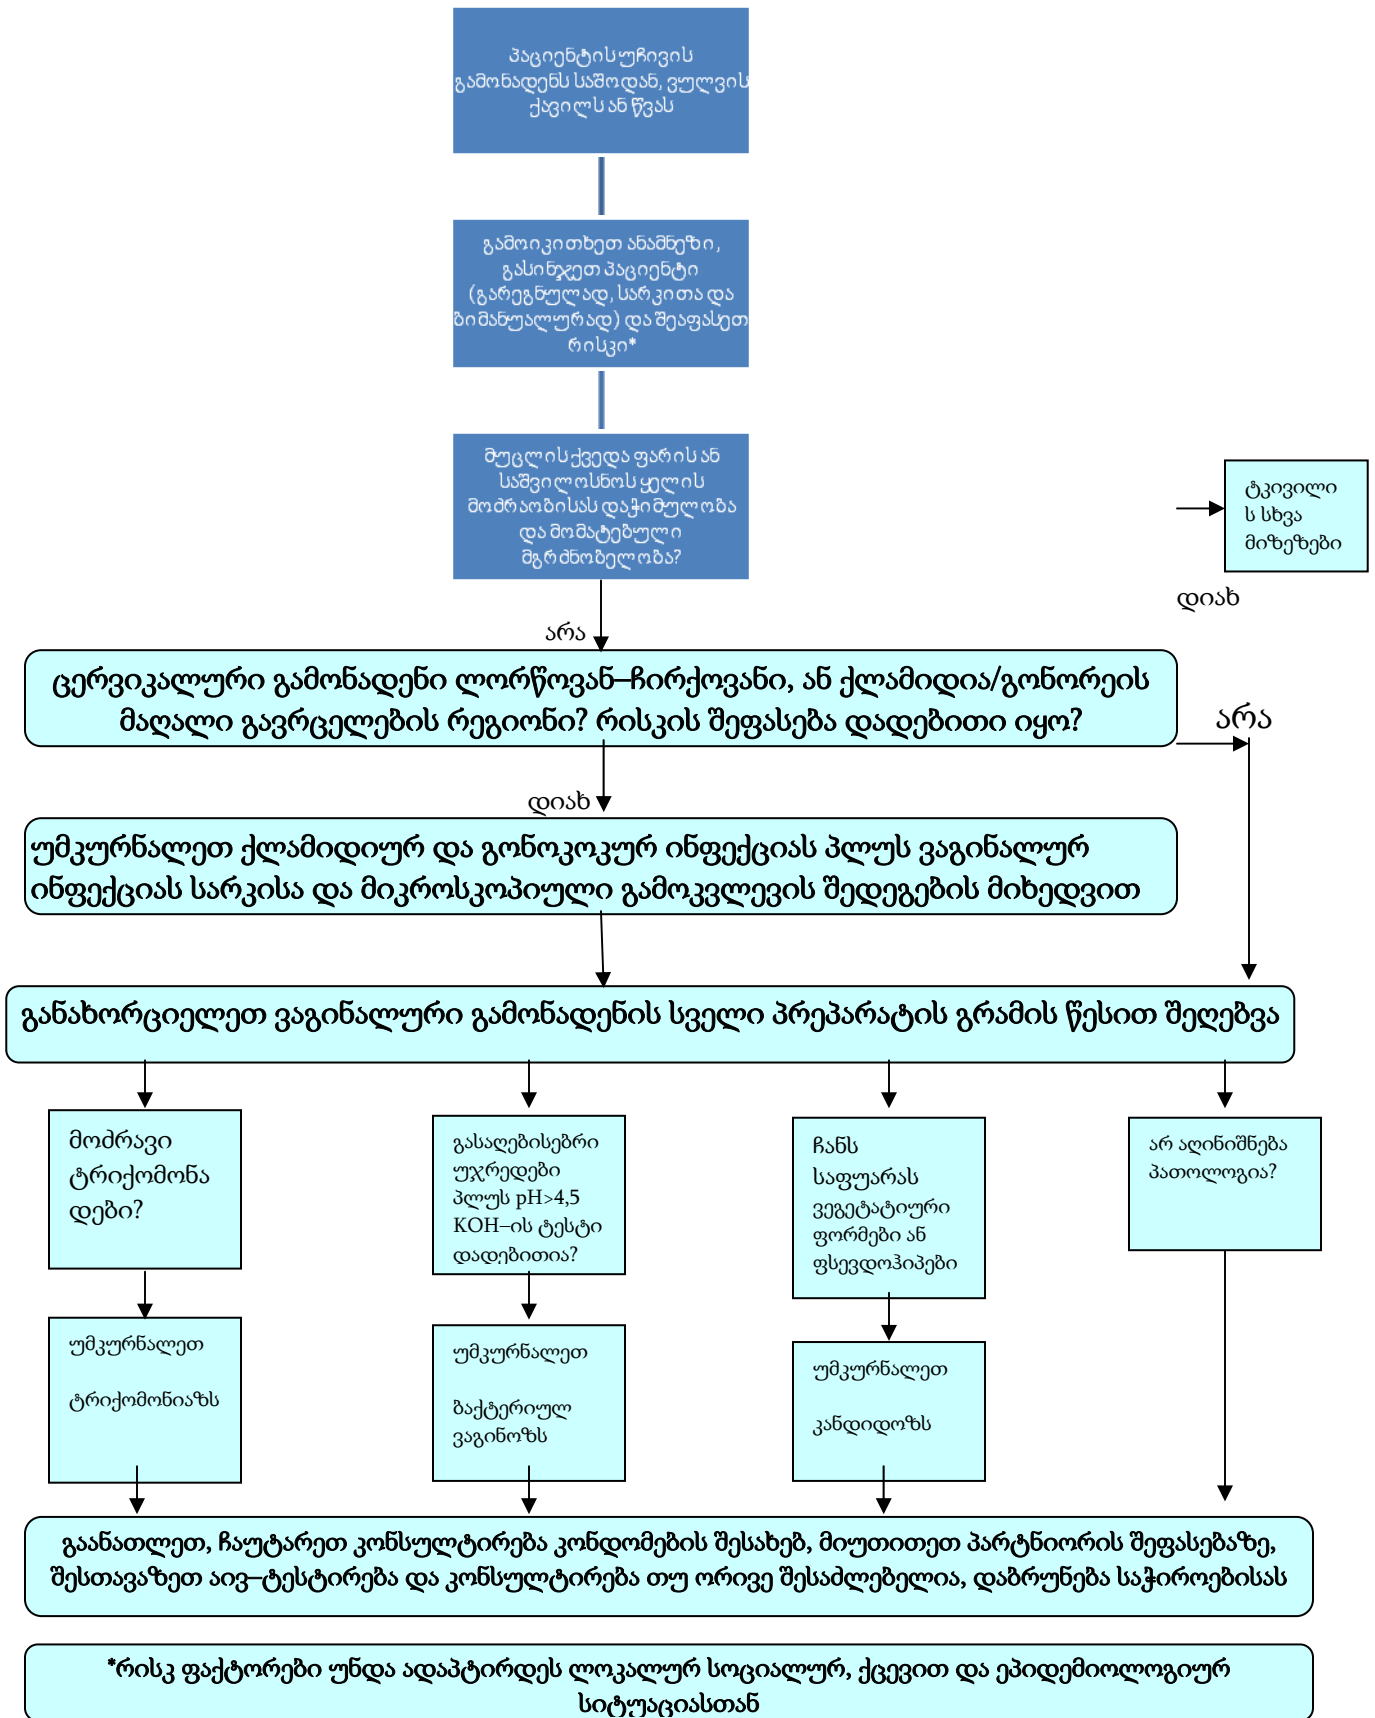 პაციენტის უჩივის
გამონადენს საშოდან, ვულვის
ქავილს ან წვას
გამოიკითხეთ ანამნეზი,
გასინჯეთ პაციენტი
(გარეგნულად, სარკითა და
ბიმანუალურად) და შეაფასეთ
რისკი*
მუცლის ქვედა ფარის ან
საშვილოსნოს ყელის
მოძრაობისას დაჭიმულობა
და მომატებული
მგრძნობელობა?
ტკივილი
ს სხვა
მიზეზები
დიახ
არა
ცერვიკალური გამონადენი ლორწოვან–ჩირქოვანი, ან ქლამიდია/გონორეის
მაღალი გავრცელების რეგიონი? რისკის შეფასება დადებითი იყო?
არა
დიახ
უმკურნალეთ ქლამიდიურ და გონოკოკურ ინფექციას პლუს ვაგინალურ
ინფექციას სარკისა და მიკროსკოპიული გამოკვლევის შედეგების მიხედვით
განახორციელეთ ვაგინალური გამონადენის სველი პრეპარატის გრამის წესით შეღებვა
მოძრავი
ტრიქომონა
დები?
გასაღებისებრი
უჯრედები
პლუს pH>4,5
KOH–ის ტესტი
დადებითია?
ჩანს
საფუარას
ვეგეტატიური
ფორმები ან
ფსევდოჰიპები
არ აღინიშნება
პათოლოგია?
უმკურნალეთ
ტრიქომონიაზს
უმკურნალეთ
ბაქტერიულ
ვაგინოზს
უმკურნალეთ
კანდიდოზს
გაანათლეთ, ჩაუტარეთ კონსულტირება კონდომების შესახებ, მიუთითეთ პარტნიორის შეფასებაზე,
შესთავაზეთ აივ–ტესტირება და კონსულტირება თუ ორივე შესაძლებელია, დაბრუნება საჭიროებისას
*რისკ ფაქტორები უნდა ადაპტირდეს ლოკალურ სოციალურ, ქცევით და ეპიდემიოლოგიურ
სიტუაციასთან